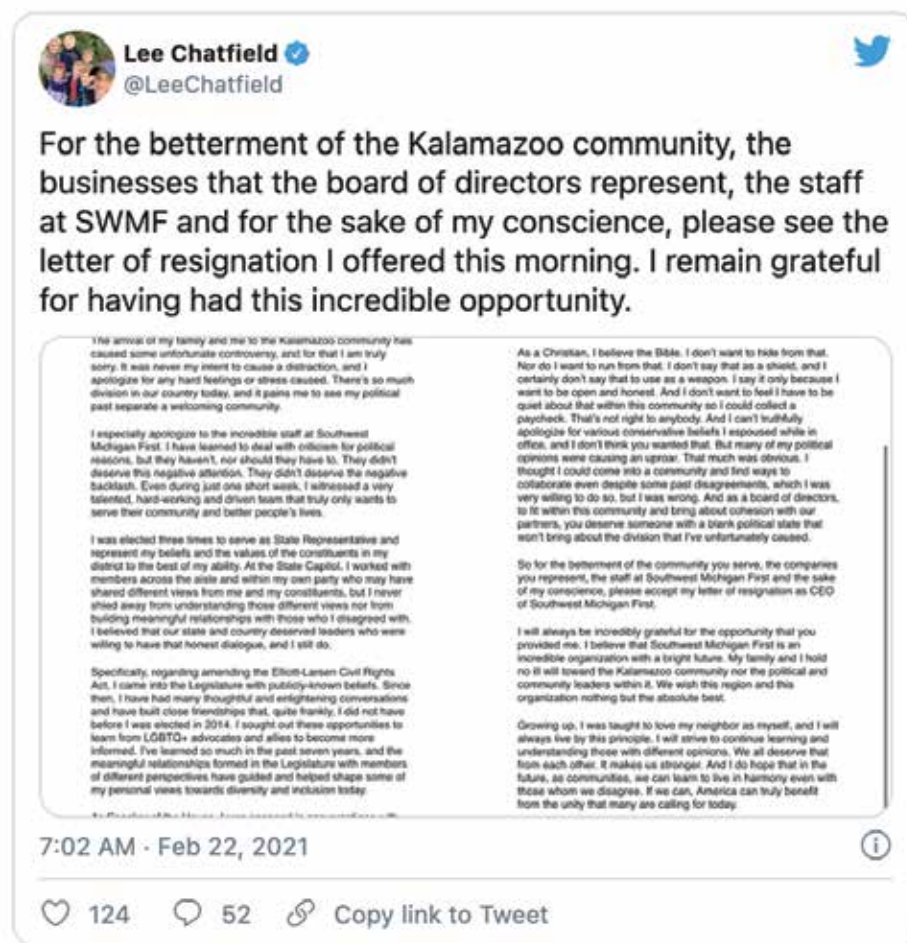 Lee Chatfield
@LeeChatfield
For the betterment of the Kalamazoo community, the
businesses that the board of directors represent, the staff
at SWMF and for the sake of my conscience, please see the
letter of resignation I offered this morning. I remain grateful
for having had this incredible opportunity.
The arrival of my family and me to the Kalamazoo community has
caused some unfortunate controversy, and for that I am truly
sorry. It was never my intent to cause a distraction, and I
apologize for any hard feelings or stress caused. There's so much
division in our country today, and it pains me to see my political
past separate a welcoming community.
I especially apologize to the incredible staff at Southwest
Michigan First. I have learned to deal with criticism for political
reasons, but they haven't, nor should they have to. They didn't
deserve this negative attention. They didn't deserve the negative
backlash. Even during just one short week, I witnessed a very
talented, hard-working and driven team that truly only wants to
serve their community and better people's lives.
I was elected three times to serve as State Representative and
represent my beliefs and the values of the constituents in my
district to the best of my ability. At the State Capitol, I worked with
members across the aisle and within my own party who may have
shared different views from me and my constituents, but I never
shied away from understanding those different views nor from
building meaningful relationships with those who I disagreed with.
I believed that our state and country deserved leaders who were
willing to have that honest dialogue, and I still do.
Specifically, regarding amending the Elliott-Larsen Civil Rights
Act, I came into the Legislature with publicly-known beliefs. Since
then, I have had many thoughtful and enlightening conversations
and have built close friendships that, quite frankly, I did not have
before I was elected in 2014. I sought out these opportunities to
learn from LGBTQ+ advocates and allies to become more
informed. I've learned so much in the past seven years, and the
meaningful relationships formed in the Legislature with members
of different perspectives have guided and helped shape some of
my personal views towards diversity and inclusion today.
As a Christian, I believe the Bible. I don't want to hide from that.
Nor do I want to run from that. I don't say that as a shield, and I
certainly don't say that to use as a weapon. I say it only because I
want to be open and honest. And I don't want to feel I have to be
quiet about that within this community so I could collect a
paycheck. That's not right to anybody. And I can't truthfully
apologize for various conservative beliefs I espoused while in
office, and I don't think you wanted that. But many of my political
opinions were causing an uproar. That much was obvious. I
thought I could come into a community and find ways to
collaborate even despite some past disagreements, which I was
very willing to do so, but I was wrong. And as a board of directors,
to fit within this community and bring about cohesion with our
partners, you deserve someone with a blank political slate that
won't bring about the division that I've unfortunately caused.
So for the betterment of the community you serve, the companies
you represent, the staff at Southwest Michigan First and the sake
of my conscience, please accept my letter of resignation as CEO
of Southwest Michigan First.
I will always be incredibly grateful for the opportunity that you
provided me. I believe that Southwest Michigan First is an
incredible organization with a bright future. My family and I hold
no ill will toward the Kalamazoo community nor the political and
community leaders within it. We wish this region and this
organization nothing but the absolute best.
Growing up, I was taught to love my neighbor as myself, and I will
always live by this principle. I will strive to continue learning and
understanding those with different opinions. We all deserve that
from each other. It makes us stronger. And I do hope that in the
future, as communities, we can learn to live in harmony even with
those whom we disagree. If we can, America can truly benefit
from the unity that many are calling for today.
7:02 AM · Feb 22, 2021
124 52 Copy link to Tweet